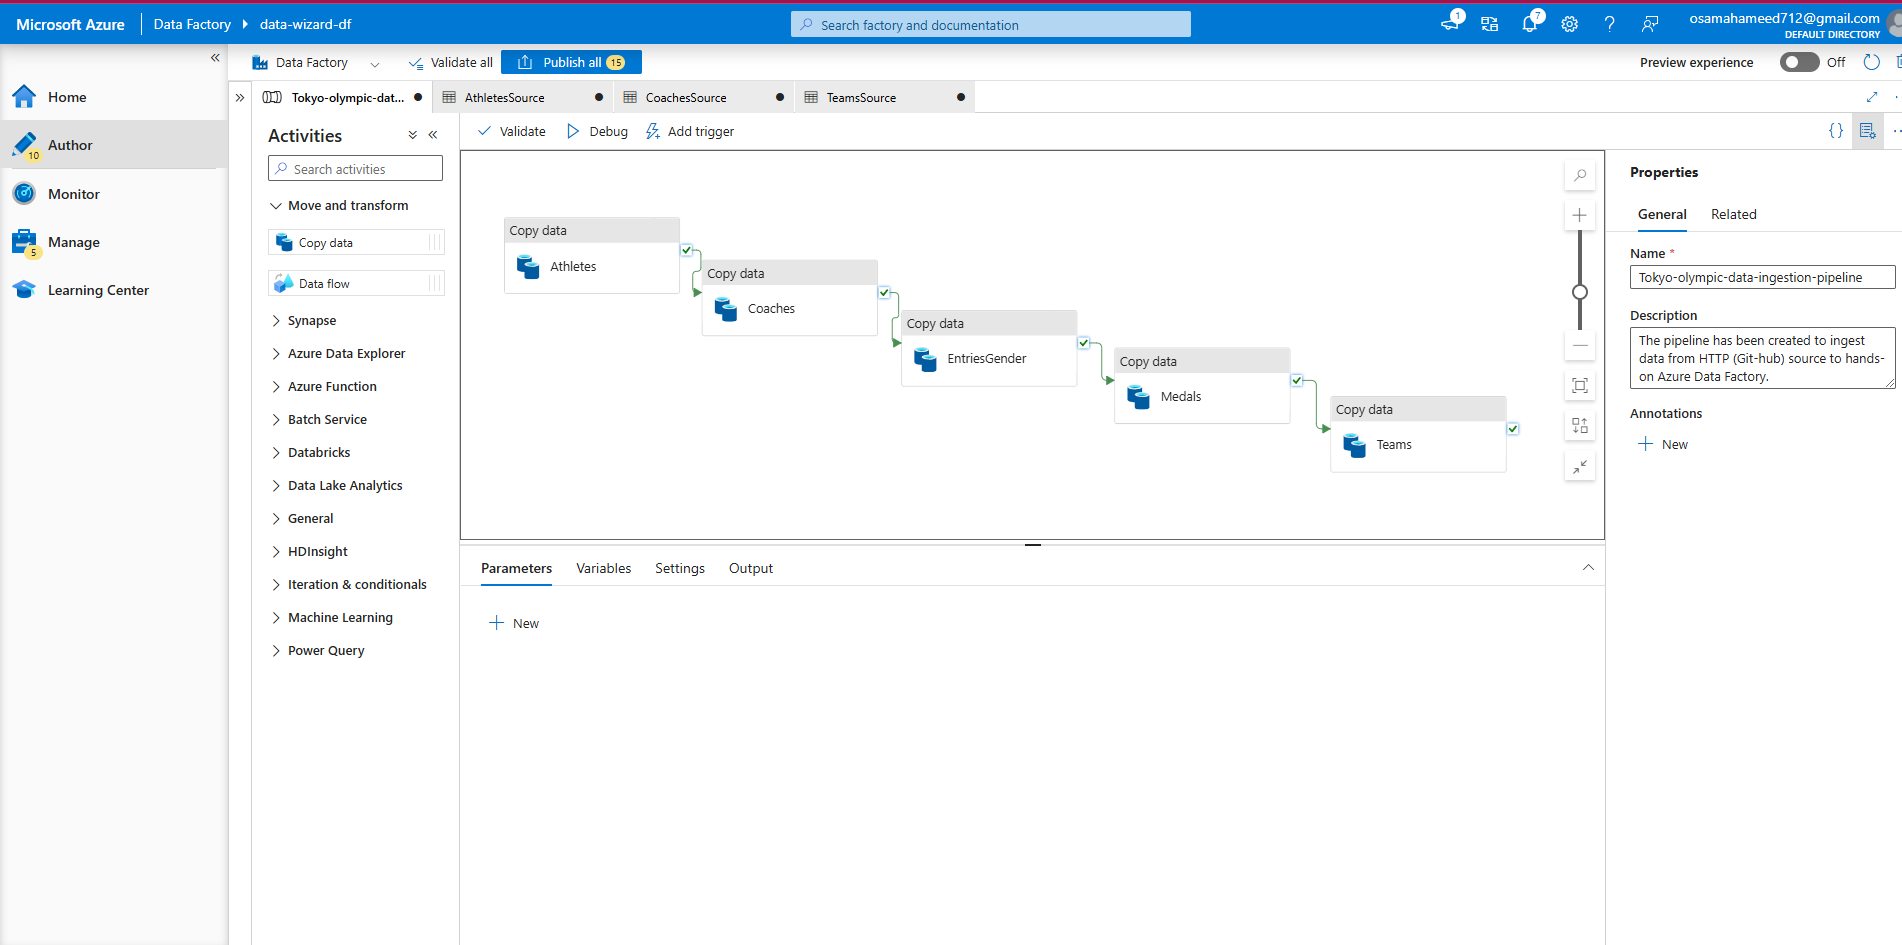 Microsoft Azure
Data Factory
data-wizard-df
Search factory and documentation
1
7
osamahameed712@gmail.com
DEFAULT DIRECTORY
Home
Author
10
Monitor
Manage
5
Learning Center
Data Factory
Validate all
Publish all 15
Preview experience
Off
Tokyo-olympic-dat...
AthletesSource
CoachesSource
TeamsSource
Activities
Search activities
Move and transform
Copy data
Data flow
Synapse
Azure Data Explorer
Azure Function
Batch Service
Databricks
Data Lake Analytics
General
HDInsight
Iteration & conditionals
Machine Learning
Power Query
Validate
Debug
Add trigger
{}
Copy data
Athletes
Copy data
Coaches
Copy data
EntriesGender
Copy data
Medals
Copy data
Teams
Parameters
Variables
Settings
Output
New
Properties
General
Related
Name *
Tokyo-olympic-data-ingestion-pipeline
Description
The pipeline has been created to ingest
data from HTTP (Git-hub) source to hands-
on Azure Data Factory.
Annotations
New